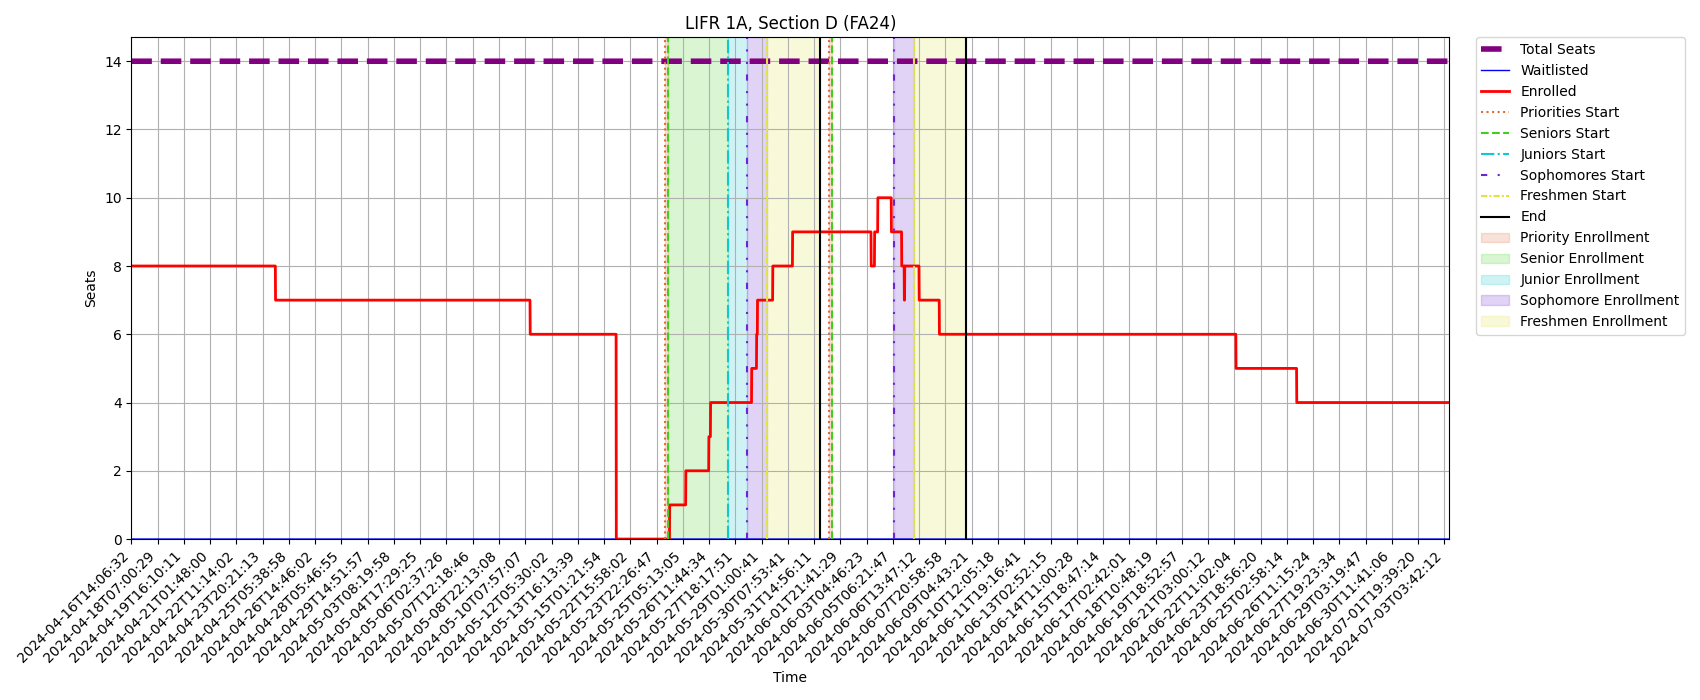 LIFR 1A, Section D (FA24)
Seats
14
12
10
8
6
4
2
0
2024-04-16T14:06:32
2024-04-18T07:00:29
2024-04-19T16:10:11
2024-04-21T01:48:00
2024-04-22T11:14:02
2024-04-23T20:21:13
2024-04-25T05:38:58
2024-04-26T14:46:02
2024-04-28T05:46:55
2024-04-29T14:51:57
2024-05-03T08:19:58
2024-05-04T17:29:25
2024-05-06T02:37:26
2024-05-07T12:18:46
2024-05-08T22:13:09
2024-05-10T07:57:07
2024-05-12T05:30:02
2024-05-13T16:13:39
2024-05-15T01:21:54
2024-05-22T15:58:02
2024-05-23T22:26:47
2024-05-25T05:13:05
2024-05-26T11:44:34
2024-05-27T18:17:51
2024-05-29T01:00:41
2024-05-30T07:53:41
2024-05-31T14:56:11
2024-06-01T21:41:29
2024-06-03T04:46:23
2024-06-05T06:21:47
2024-06-06T13:47:12
2024-06-07T20:58:58
2024-06-09T04:43:21
2024-06-10T12:05:18
2024-06-11T19:16:41
2024-06-13T02:52:15
2024-06-14T11:00:28
2024-06-15T18:47:14
2024-06-17T02:42:01
2024-06-18T10:48:19
2024-06-19T18:52:57
2024-06-21T03:00:12
2024-06-22T11:02:04
2024-06-23T18:56:20
2024-06-25T02:58:14
2024-06-26T11:15:24
2024-06-27T19:23:34
2024-06-29T03:19:47
2024-06-30T11:41:06
2024-07-01T19:39:20
2024-07-03T03:42:12
Time
Total Seats
Waitlisted
Enrolled
Priorities Start
Seniors Start
Juniors Start
Sophomores Start
Freshmen Start
End
Priority Enrollment
Senior Enrollment
Junior Enrollment
Sophomore Enrollment
Freshmen Enrollment